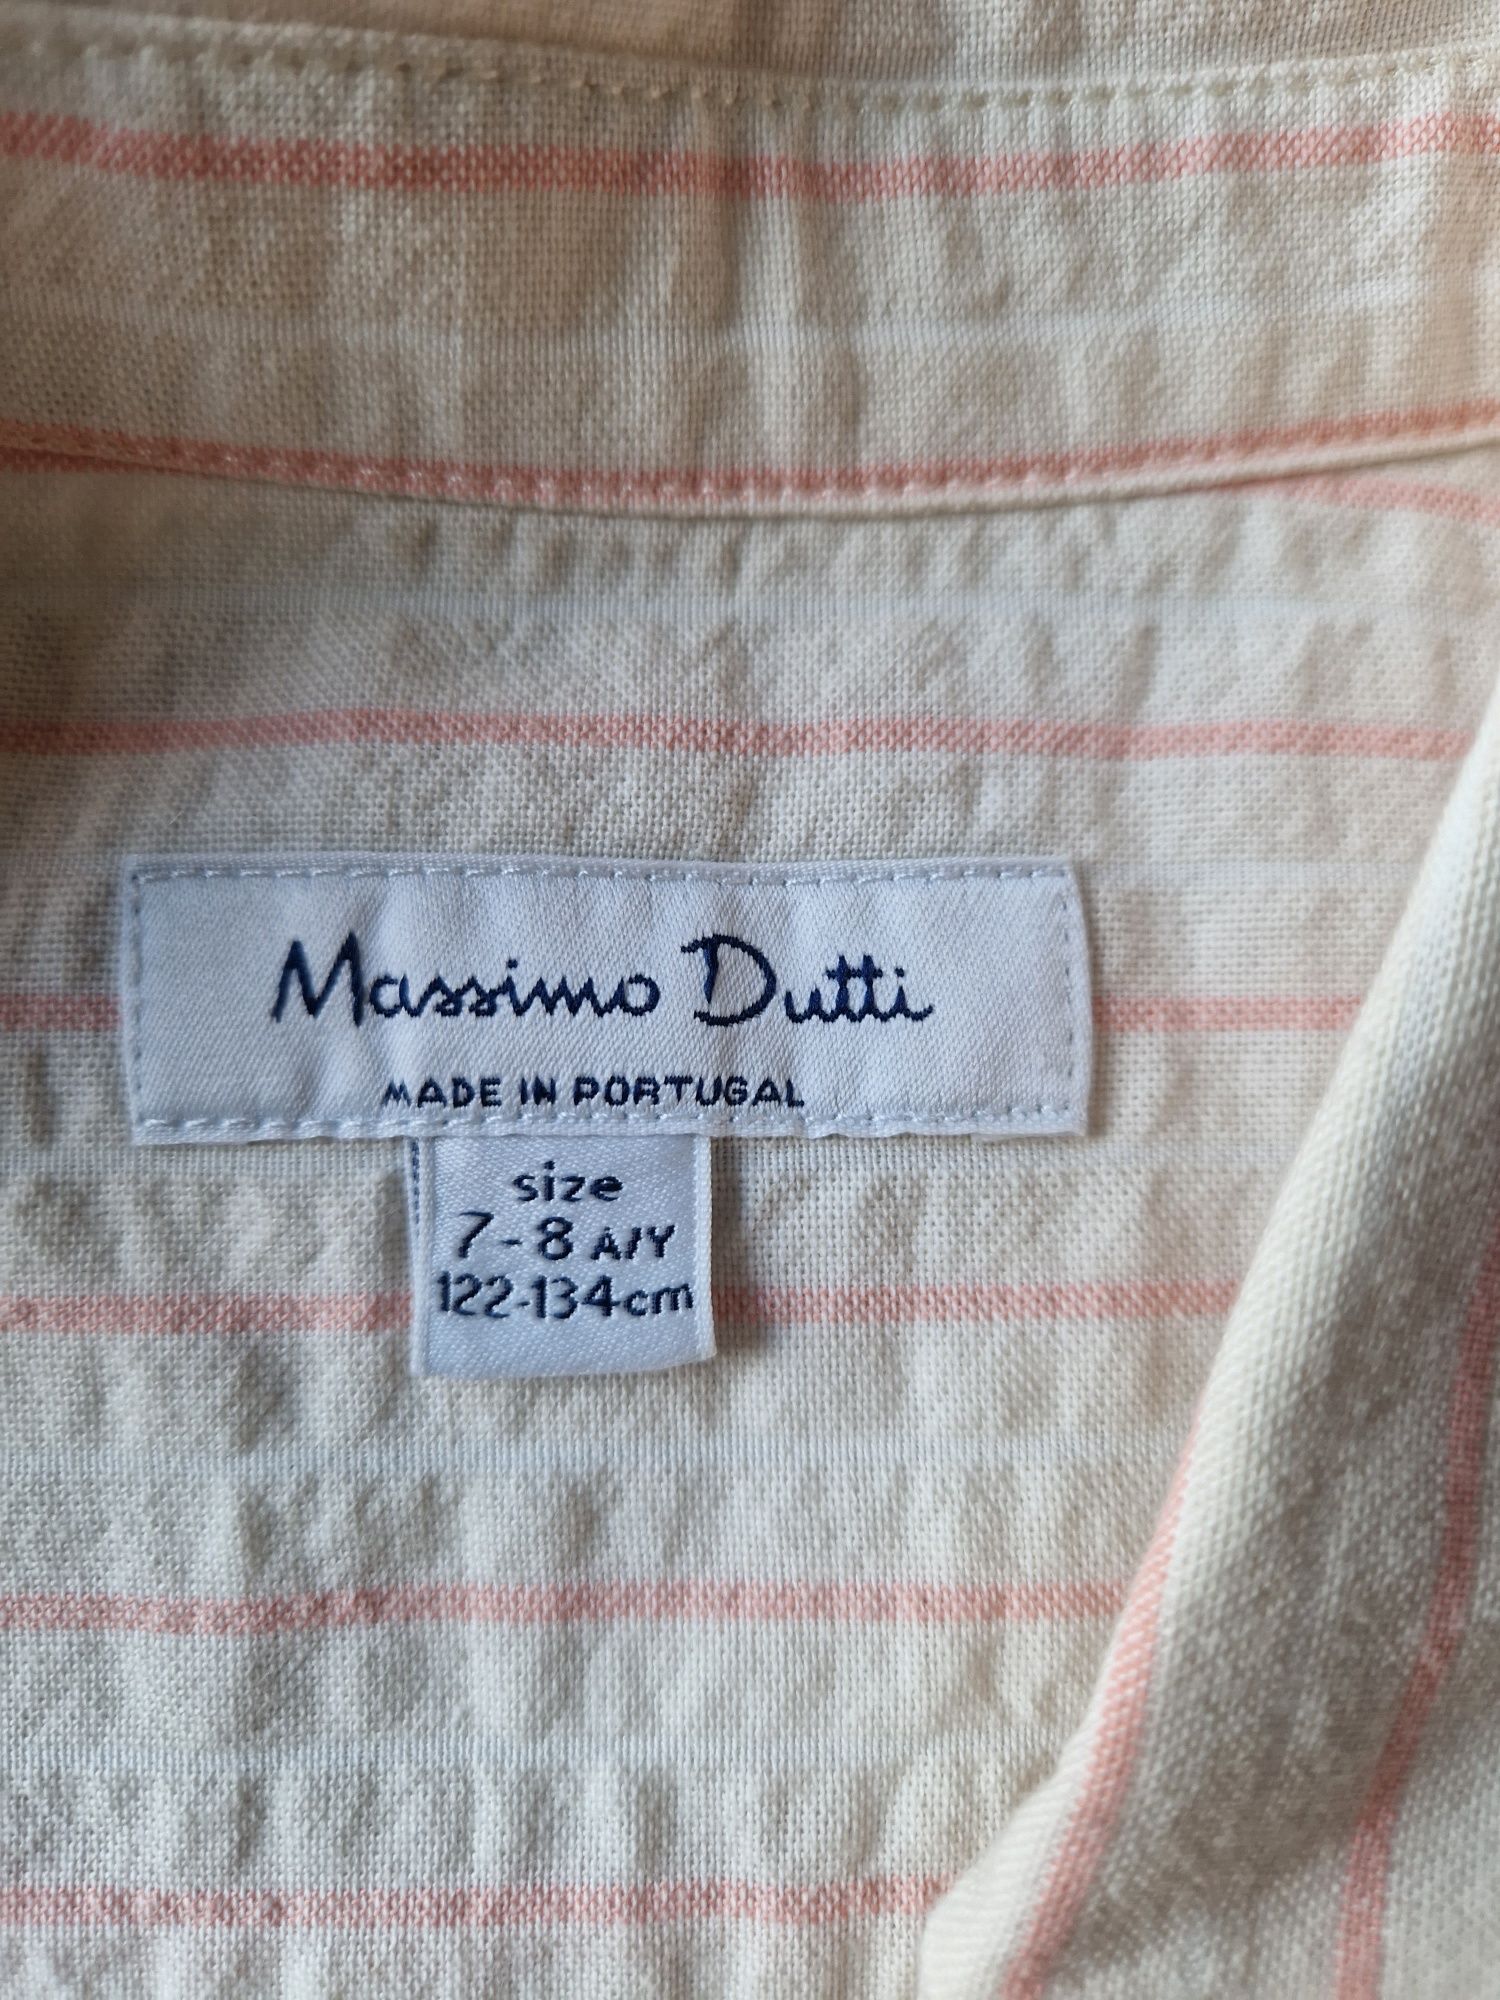 Massimo Dutti
MADE IN PORTUGAL
size
7-8 A/Y
122-134cm